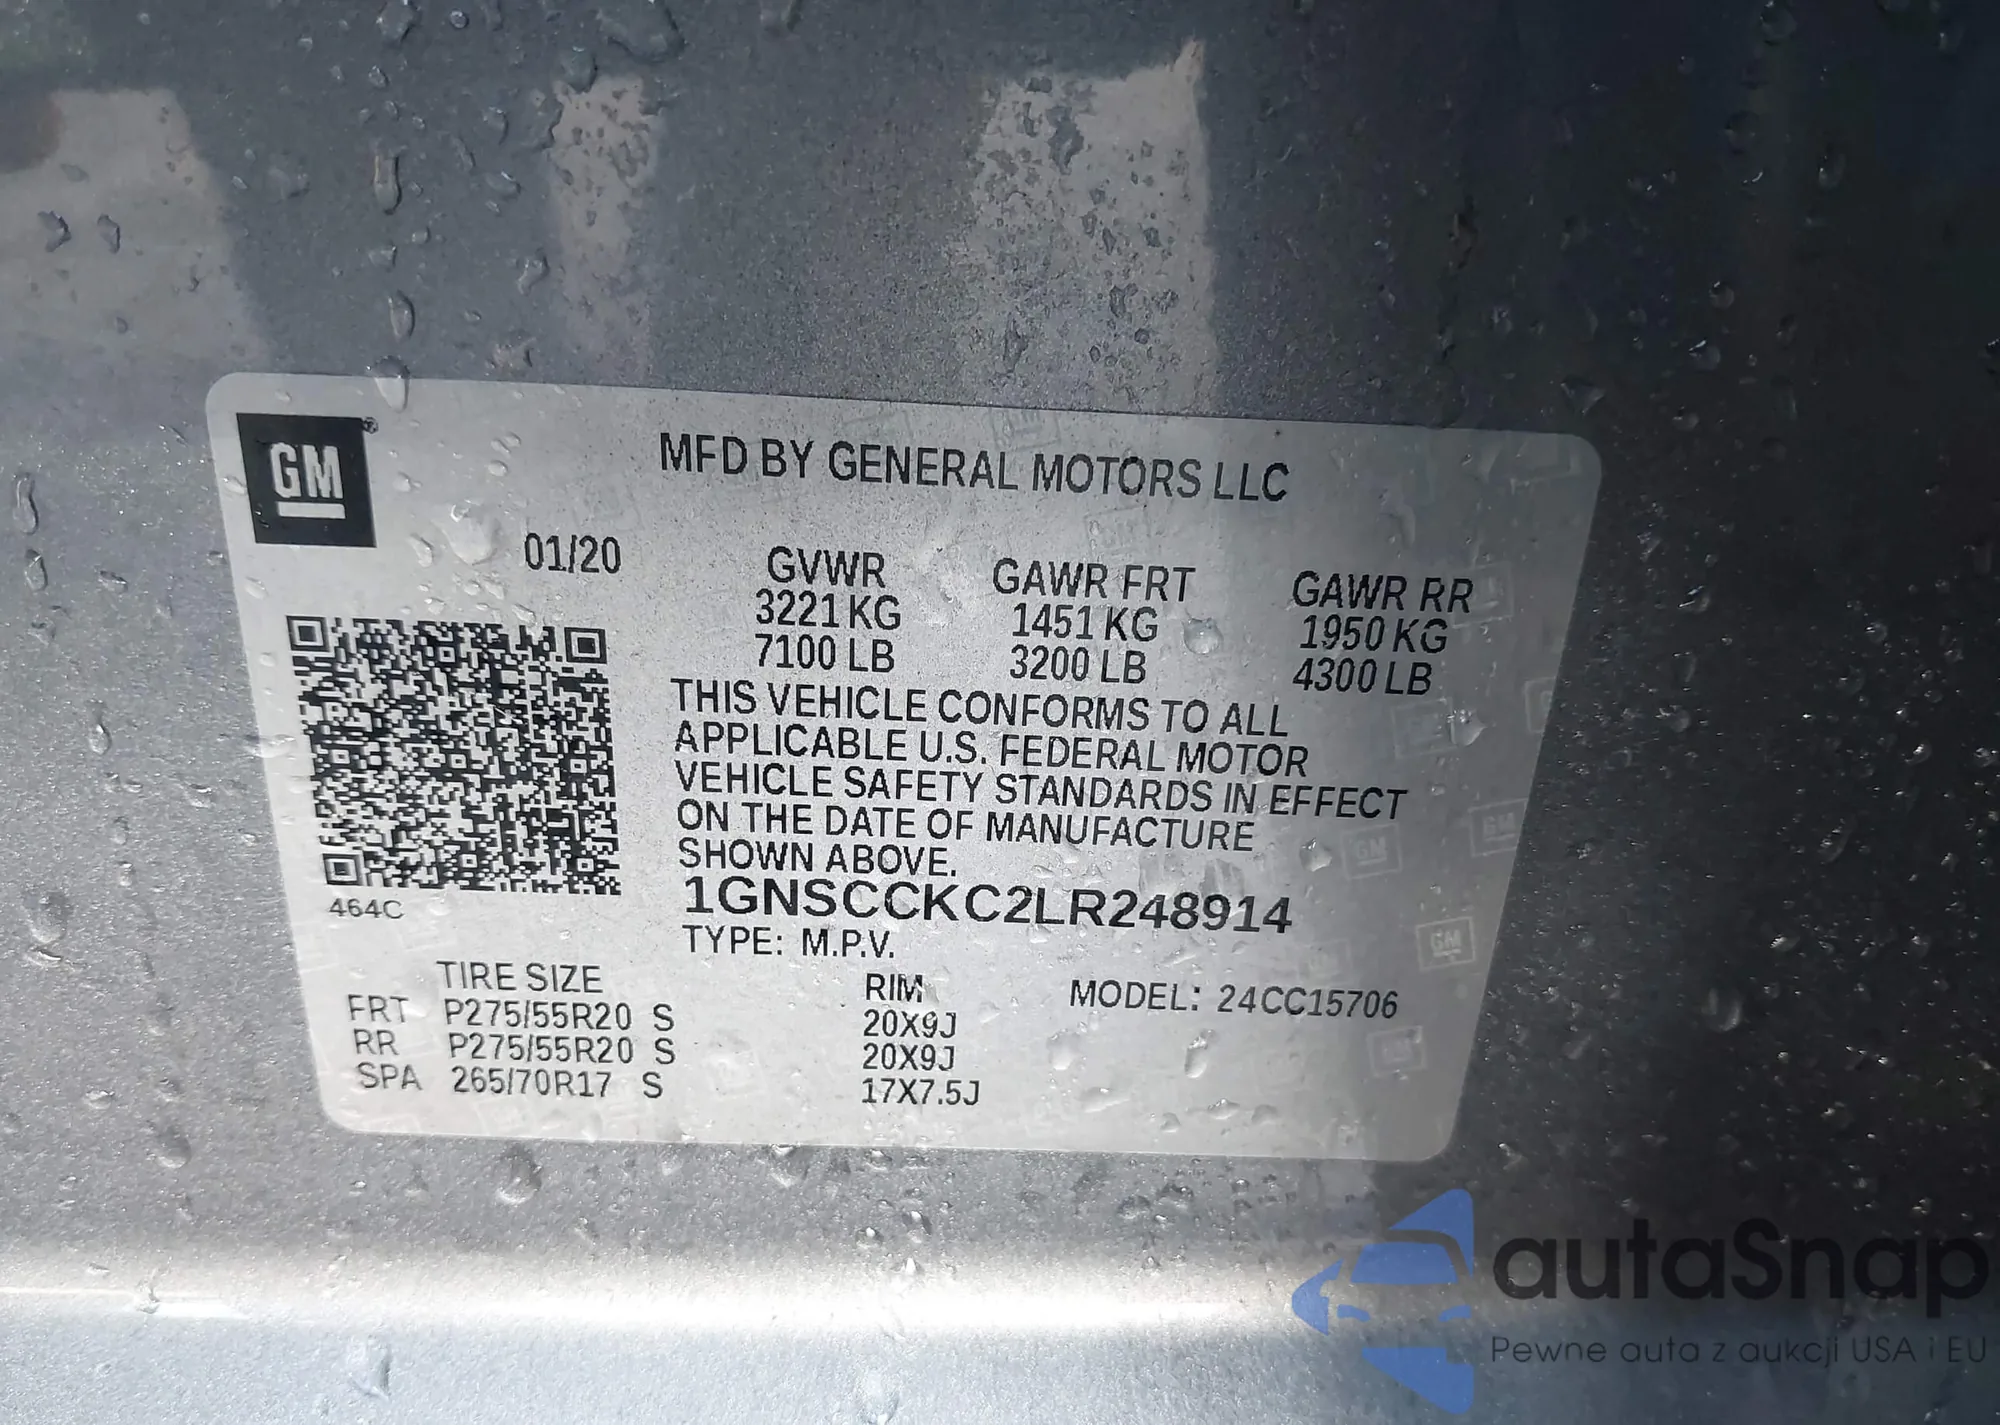 GM
MFD BY GENERAL MOTORS LLC
01/20
GVWR GAWR FRT GAWR RR
3221 KG 1451 KG 1950 KG
7100 LB 3200 LB 4300 LB
THIS VEHICLE CONFORMS TO ALL
APPLICABLE U.S. FEDERAL MOTOR
VEHICLE SAFETY STANDARDS IN EFFECT
ON THE DATE OF MANUFACTURE
SHOWN ABOVE.
1GNSCCKC2LR248914
464C
TYPE: M.P.V.
TIRE SIZE RIM MODEL: 24CC15706
FRT P275/55R20 S 20X9J
RR P275/55R20 S 20X9J
SPA 265/70R17 S 17X7.5J
autaSnap
Pewne auta z aukcji USA i EU